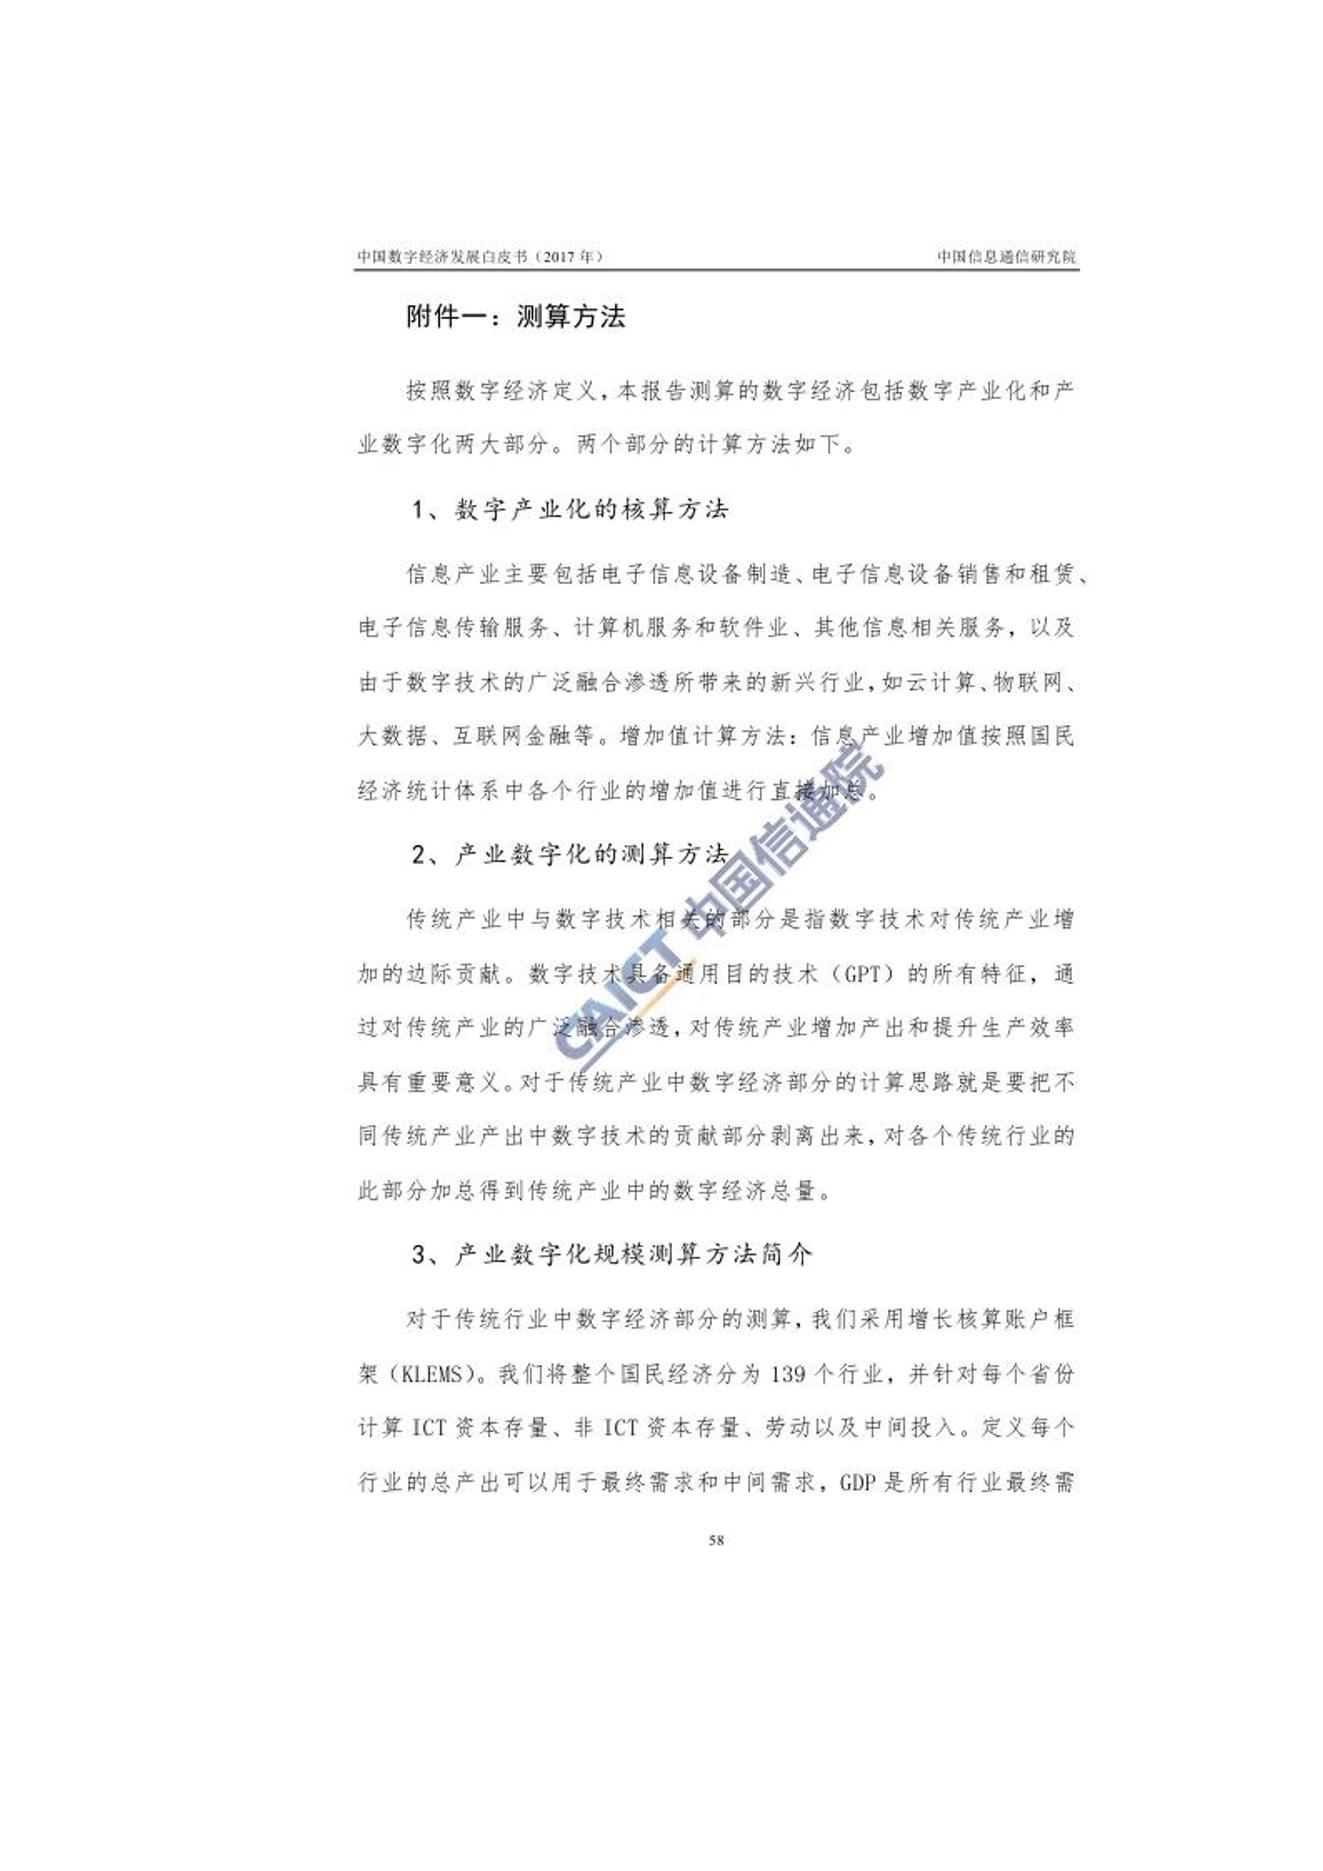 中国数字经济发展白皮书（2017 年）	中国信息通信研究院
附件一：测算方法
按照数字经济定义，本报告测算的数字经济包括数字产业化和产
业数字化两大部分。两个部分的计算方法如下。
1、数字产业化的核算方法
信息产业主要包括电子信息设备制造、电子信息设备销售和租赁、
电子信息传输服务、计算机服务和软件业、其他信息相关服务，以及
由于数字技术的广泛融合渗透所带来的新兴行业，如云计算、物联网、
大数据、互联网金融等。增加值计算方法：信息产业增加值按照国民
经济统计体系中各个行业的增加值进行直接加总。
2、产业数字化的测算方法
传统产业中与数字技术相关的部分是指数字技术对传统产业增
加的边际贡献。数字技术具备通用目的技术（GPT）的所有特征，通
过对传统产业的广泛融合渗透，对传统产业增加产出和提升生产效率
具有重要意义。对于传统产业中数字经济部分的计算思路就是要把不
同传统产业产出中数字技术的贡献部分剥离出来，对各个传统行业的
此部分加总得到传统产业中的数字经济总量。
3、产业数字化规模测算方法简介
对于传统行业中数字经济部分的测算，我们采用增长核算账户框
架（KLEMS）。我们将整个国民经济分为 139 个行业，并针对每个省份
计算 ICT 资本存量、非 ICT 资本存量、劳动以及中间投入。定义每个
行业的总产出可以用于最终需求和中间需求，GDP 是所有行业最终需
58
CAICT 中国信通院